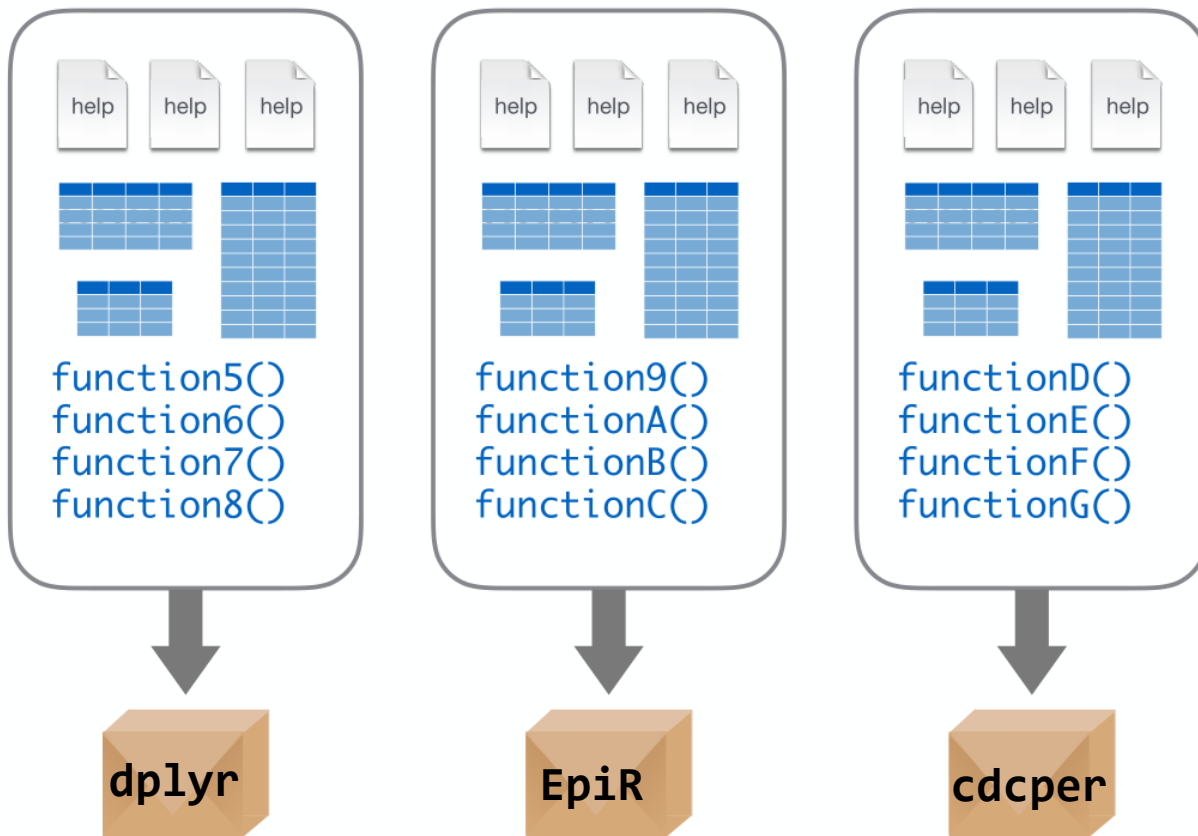 help help help
function5()
function6()
function7()
function8()
dplyr
help help help
function9()
functionA()
functionB()
functionC()
EpiR
help help help
functionD()
functionE()
functionF()
functionG()
cdcper